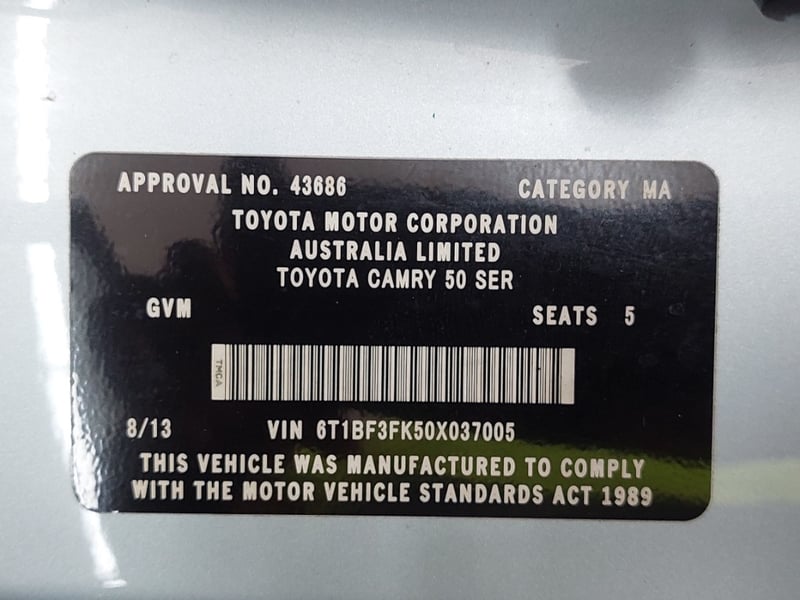 APPROVAL NO. 43686 CATEGORY MA
TOYOTA MOTOR CORPORATION
AUSTRALIA LIMITED
TOYOTA CAMRY 50 SER
GVM SEATS 5
TMCA
8/13 VIN 6T1BF3FK50X037005
THIS VEHICLE WAS MANUFACTURED TO COMPLY
WITH THE MOTOR VEHICLE STANDARDS ACT 1989